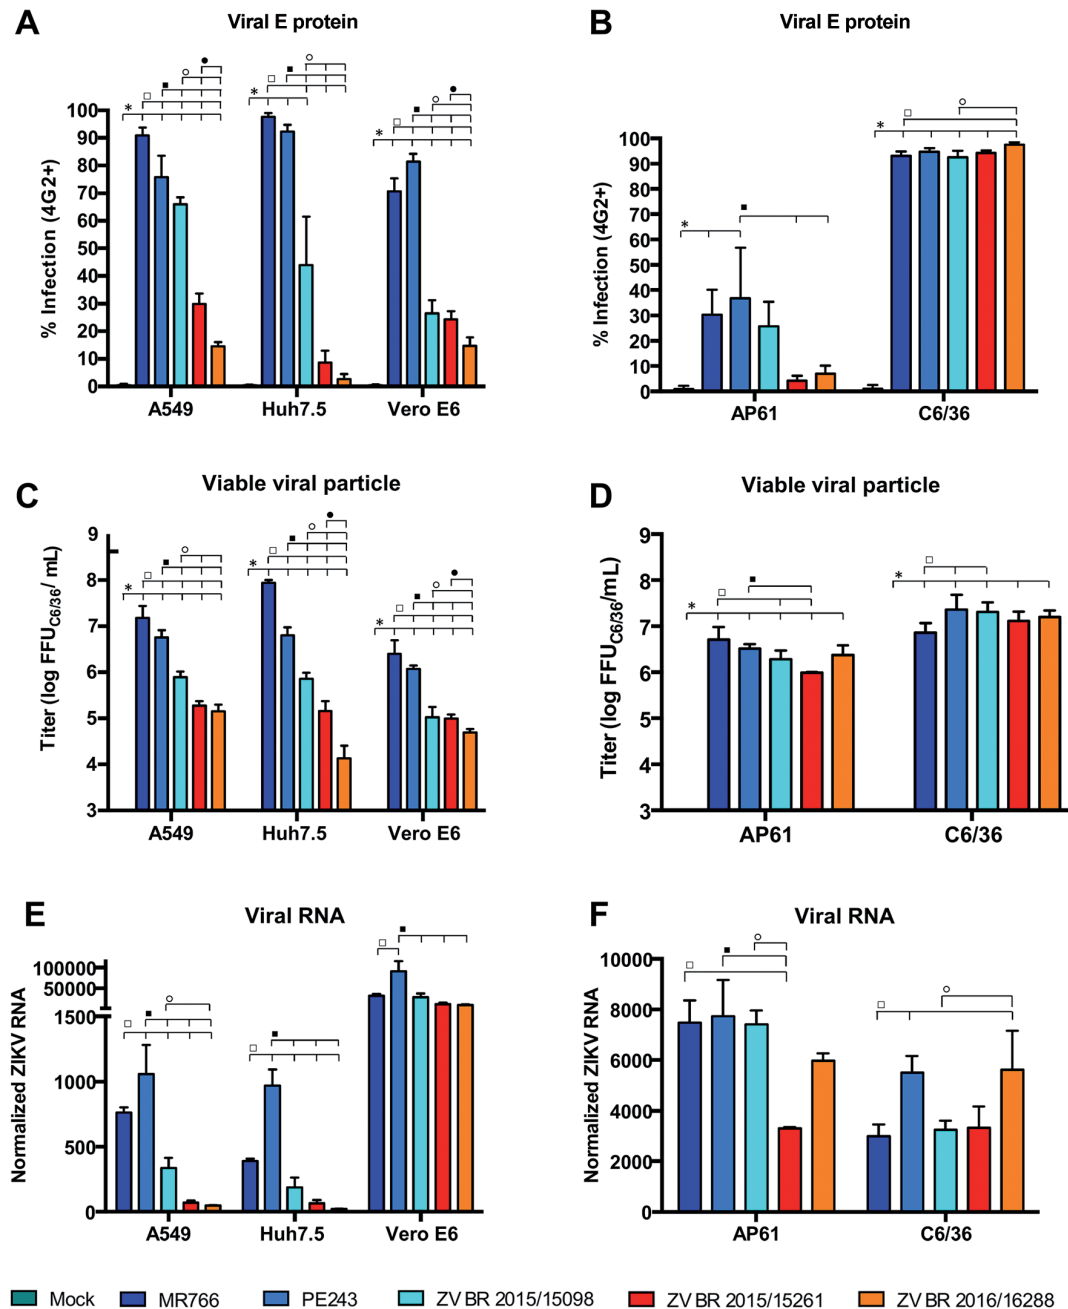 A
Viral E protein
% Infection (4G2+)
100
90
80
70
60
50
40
30
20
10
0
*
□
■
○
●
*
□
■
○
*
□
■
○
●
A549
Huh7.5
Vero E6
B
Viral E protein
% Infection (4G2+)
100
90
80
70
60
50
40
30
20
10
0
*
■
*
□
○
AP61
C6/36
C
Viable viral particle
Titer (log FFUC6/36/ mL)
9
8
7
6
5
4
3
*
□
■
○
*
□
■
○
●
*
□
■
○
●
A549
Huh7.5
Vero E6
D
Viable viral particle
Titer (log FFUC6/36/mL)
9
8
7
6
5
4
3
*
□
■
*
□
AP61
C6/36
E
Viral RNA
Normalized ZIKV RNA
100000
50000
1500
1000
500
0
□
■
○
□
■
□
■
A549
Huh7.5
Vero E6
F
Viral RNA
Normalized ZIKV RNA
10000
8000
6000
4000
2000
0
□
■
○
□
○
AP61
C6/36
Mock
MR766
PE243
ZV BR 2015/15098
ZV BR 2015/15261
ZV BR 2016/16288